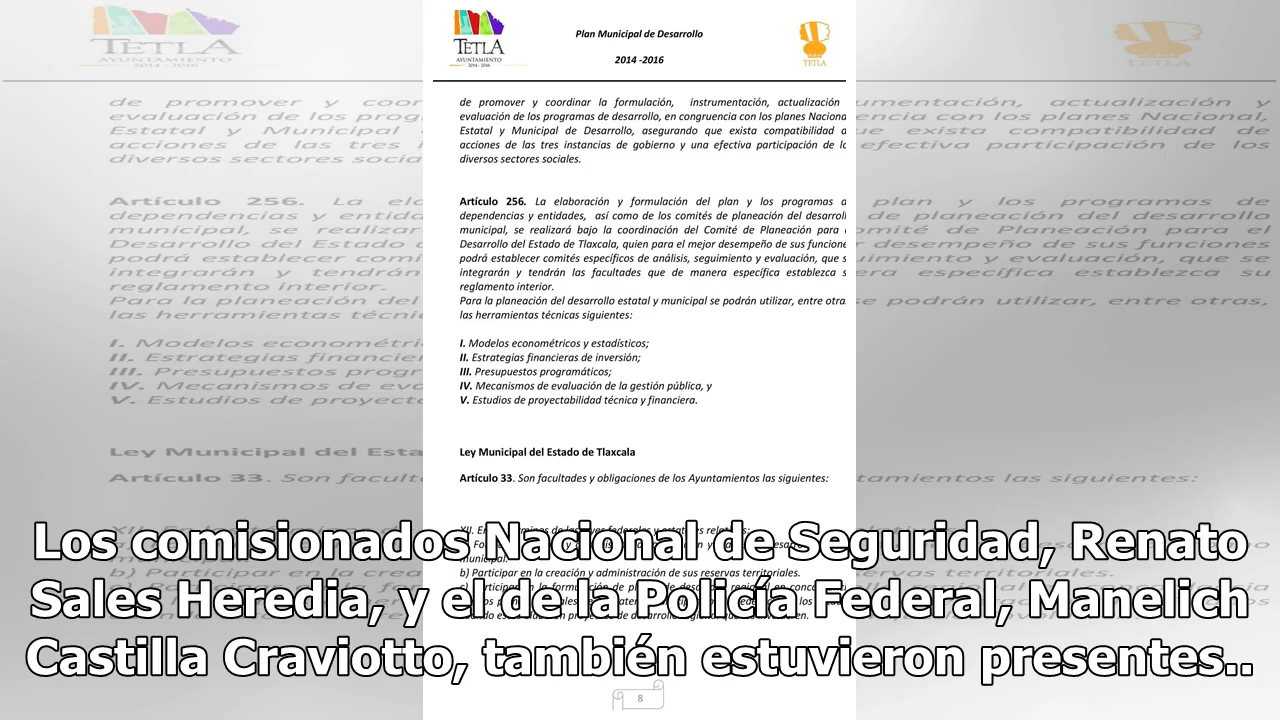 TETLA
AYUNTAMIENTO
2014 - 2016
Plan Municipal de Desarrollo
2014 -2016
TETLA
de promover y coordinar la formulación, instrumentación, actualización
evaluación de los programas de desarrollo, en congruencia con los planes Naciona
Estatal y Municipal de Desarrollo, asegurando que exista compatibilidad
acciones de las tres instancias de gobierno y una efectiva participación de
diversos sectores sociales.
Artículo 256. La elaboración y formulación del plan y los programas
dependencias y entidades, así como de los comités de planeación del desarroll
municipal, se realizará bajo la coordinación del Comité de Planeación para
Desarrollo del Estado de Tlaxcala, quien para el mejor desempeño de sus funcione
podrá establecer comités específicos de análisis, seguimiento y evaluación, que
integrarán y tendrán las facultades que de manera específica establezca
reglamento interior.
Para la planeación del desarrollo estatal y municipal se podrán utilizar, entre otra
las herramientas técnicas siguientes:
I. Modelos econométricos y estadísticos;
II. Estrategias financieras de inversión;
III. Presupuestos programáticos;
IV. Mecanismos de evaluación de la gestión pública, y
V. Estudios de proyectabilidad técnica y financiera.
Ley Municipal del Estado de Tlaxcala
Artículo 33. Son facultades y obligaciones de los Ayuntamientos las siguientes:
b) Participar en la creación y administración de sus reservas territoriales.
Los comisionados Nacional de Seguridad, Renato
Sales Heredia, y el de la Policía Federal, Manelich
Castilla Craviotto, también estuvieron presentes..
8